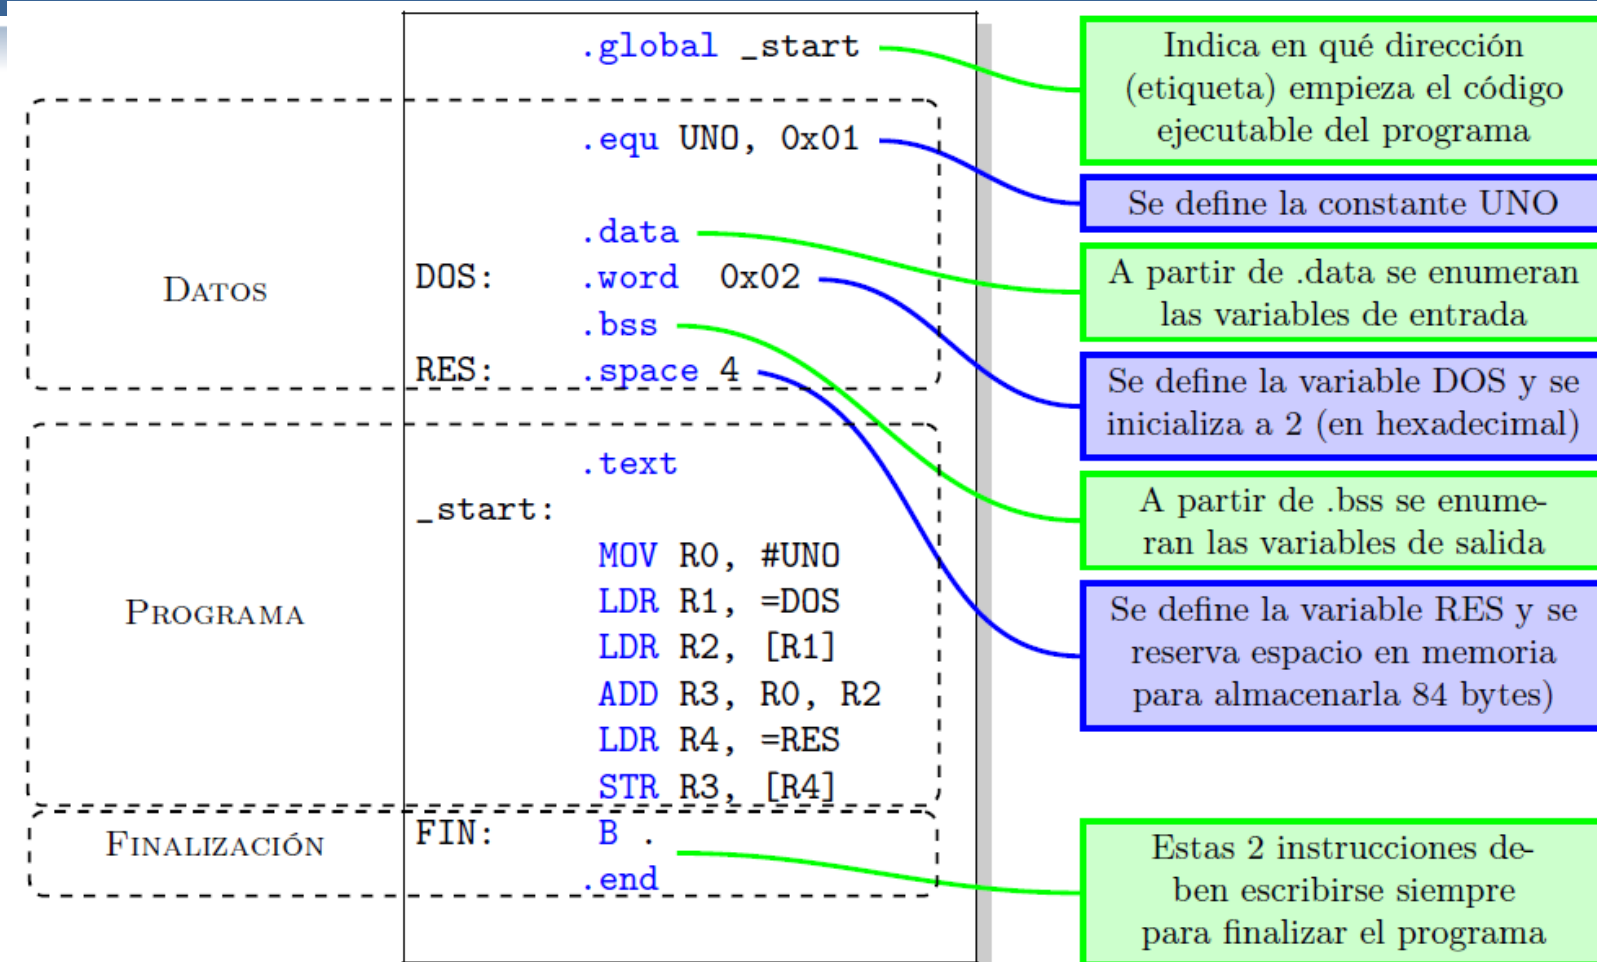 .global _start
.equ UNO, 0x01
.data
DOS: .word 0x02
.bss
RES: .space 4
.text
_start:
MOV R0, #UNO
LDR R1, =DOS
LDR R2, [R1]
ADD R3, R0, R2
LDR R4, =RES
STR R3, [R4]
FIN: B .
.end
DATOS
PROGRAMA
FINALIZACIÓN
Indica en qué dirección
(etiqueta) empieza el código
ejecutable del programa
Se define la constante UNO
A partir de .data se enumeran
las variables de entrada
Se define la variable DOS y se
inicializa a 2 (en hexadecimal)
A partir de .bss se enume-
ran las variables de salida
Se define la variable RES y se
reserva espacio en memoria
para almacenarla 84 bytes)
Estas 2 instrucciones de-
ben escribirse siempre
para finalizar el programa